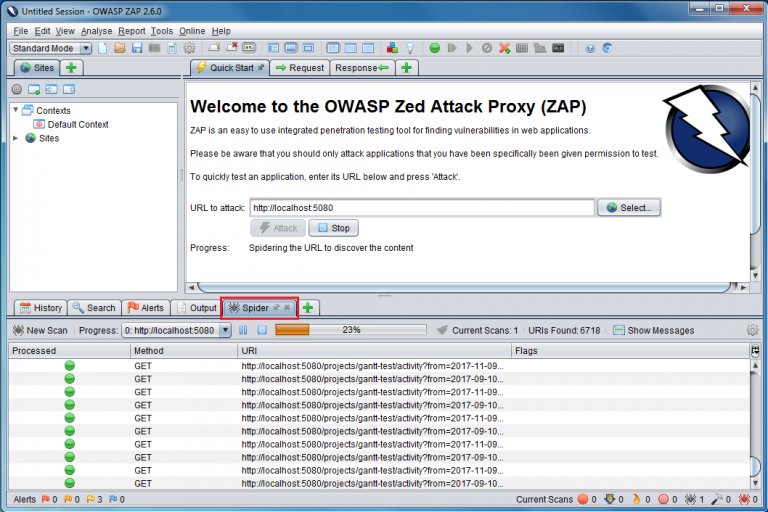 Untitled Session - OWASP ZAP 2.6.0
File Edit View Analyse Report Tools Online Help
Standard Mode
Sites
Quick Start Request Response
Contexts
Default Context
Sites
Welcome to the OWASP Zed Attack Proxy (ZAP)
ZAP is an easy to use integrated penetration testing tool for finding vulnerabilities in web applications.
Please be aware that you should only attack applications that you have been specifically been given permission to test.
To quickly test an application, enter its URL below and press 'Attack'.
URL to attack: http://localhost:5080 Select...
Attack Stop
Progress: Spidering the URL to discover the content
History Search Alerts Output Spider
New Scan Progress: 0: http://localhost:5080 23% Current Scans: 1 URIs Found: 6718 Show Messages
Processed Method URI Flags
GET http://localhost:5080/projects/gantt-test/activity?from=2017-11-09...
GET http://localhost:5080/projects/gantt-test/activity?from=2017-09-10...
GET http://localhost:5080/projects/gantt-test/activity?from=2017-11-09...
GET http://localhost:5080/projects/gantt-test/activity?from=2017-09-10...
GET http://localhost:5080/projects/gantt-test/activity?from=2017-09-10...
GET http://localhost:5080/projects/gantt-test/activity?from=2017-09-10...
GET http://localhost:5080/projects/gantt-test/activity?from=2017-09-10...
GET http://localhost:5080/projects/gantt-test/activity?from=2017-09-10...
GET http://localhost:5080/projects/gantt-test/activity?from=2017-11-09...
GET http://localhost:5080/projects/gantt-test/activity?from=2017-09-10...
Alerts 0 0 3 0 Current Scans 0 0 0 0 1 0 0